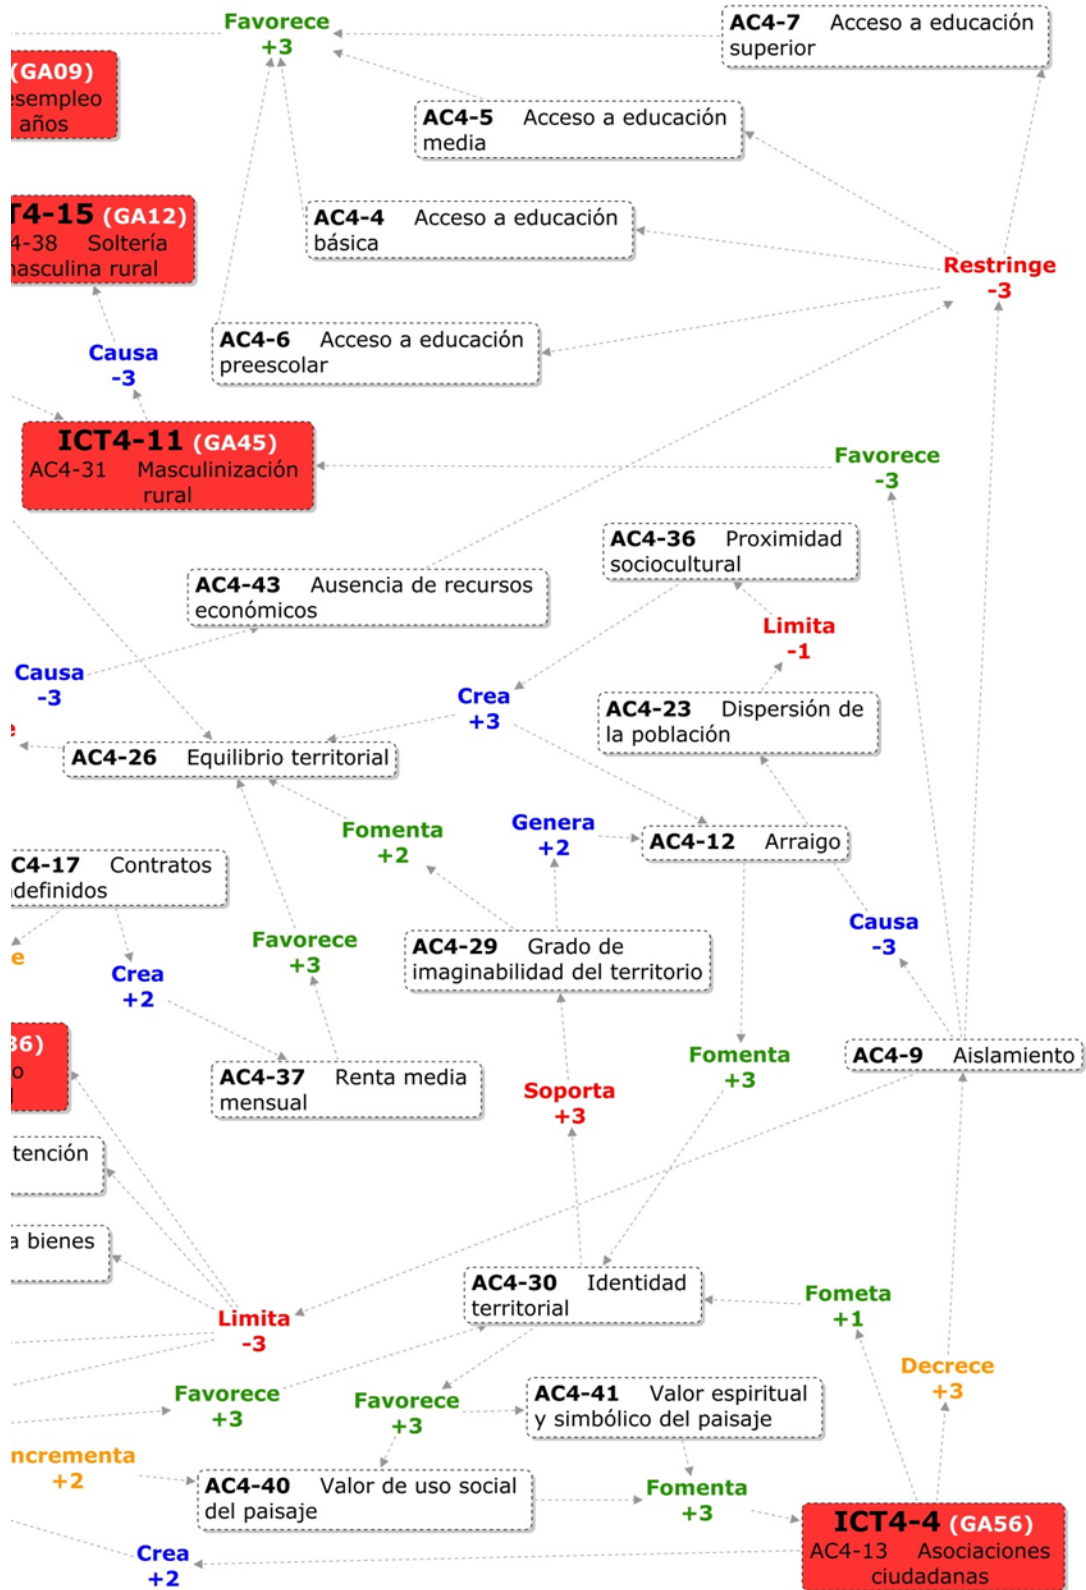 Favorece
+3
AC4-7 Acceso a educación
superior
(GA09)
esempleo
años
AC4-5 Acceso a educación
media
T4-15 (GA12)
4-38 Soltería
nasculina rural
AC4-4 Acceso a educación
básica
Restringe
-3
Causa
-3
AC4-6 Acceso a educación
preescolar
ICT4-11 (GA45)
AC4-31 Masculinización
rural
Favorece
-3
AC4-36 Proximidad
sociocultural
AC4-43 Ausencia de recursos
económicos
Limita
-1
Causa
-3
Crea
+3
AC4-23 Dispersión de
la población
e
AC4-26 Equilibrio territorial
Fomenta
+2
Genera
+2
AC4-12 Arraigo
C4-17 Contratos
definidos
Causa
-3
e
Favorece
+3
AC4-29 Grado de
imaginabilidad del territorio
Crea
+2
36)
o
l
AC4-37 Renta media
mensual
Soporta
+3
Fomenta
+3
AC4-9 Aislamiento
tención
a bienes
AC4-30 Identidad
territorial
Fometa
+1
Limita
-3
Decrece
+3
Favorece
+3
Favorece
+3
AC4-41 Valor espiritual
y simbólico del paisaje
ncrementa
+2
AC4-40 Valor de uso social
del paisaje
Fomenta
+3
ICT4-4 (GA56)
AC4-13 Asociaciones
ciudadanas
Crea
+2